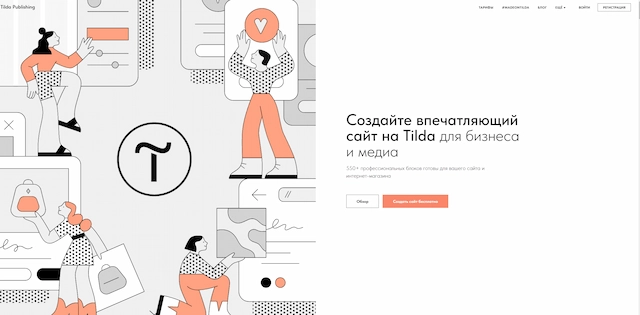 Tilda Publishing
ТАРИФЫ #MADEONTILDA БЛОГ ЕЩЁ ВОЙТИ РЕГИСТРАЦИЯ
Создайте впечатляющий
сайт на Tilda для бизнеса
и медиа
550+ профессиональных блоков готовы для вашего сайта и
интернет-магазина
Обзор Создать сайт бесплатно